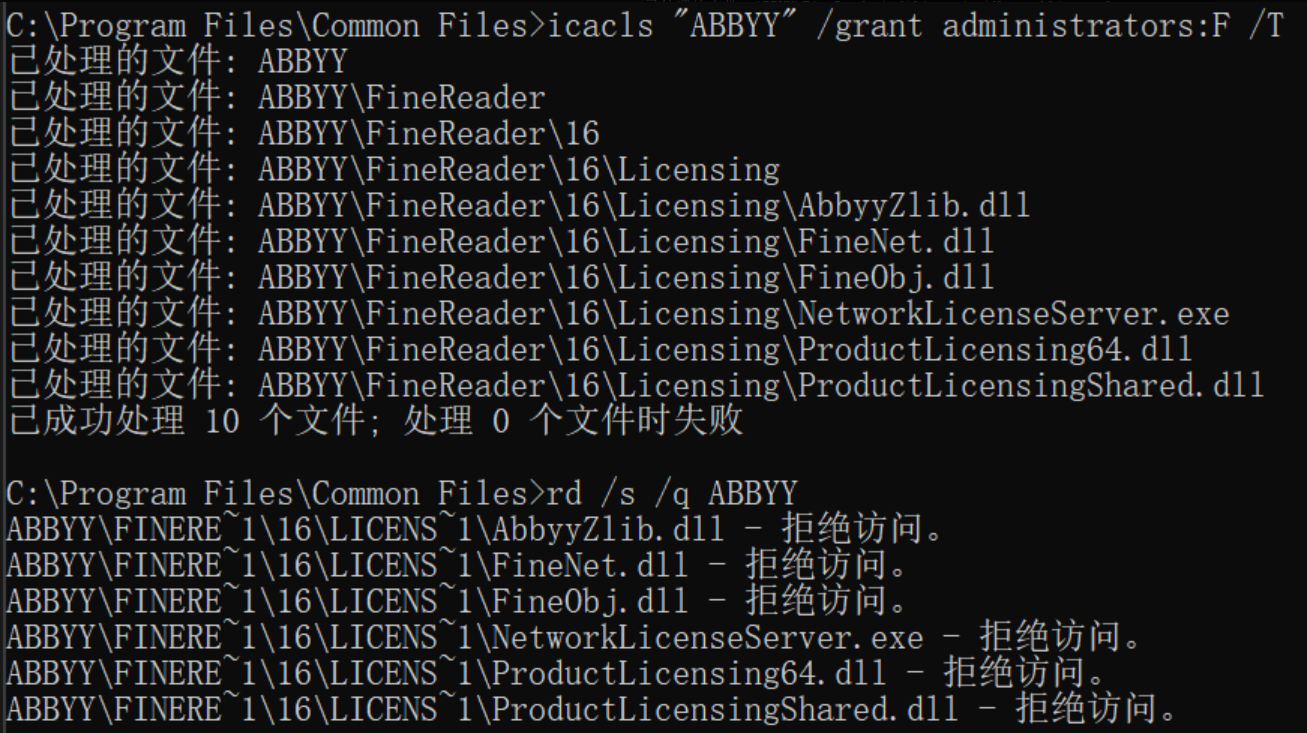 C:\Program Files\Common Files>icacls "ABBYY" /grant administrators:F /T
已处理的文件: ABBYY
已处理的文件: ABBYY\FineReader
已处理的文件: ABBYY\FineReader\16
已处理的文件: ABBYY\FineReader\16\Licensing
已处理的文件: ABBYY\FineReader\16\Licensing\AbbyyZlib.dll
已处理的文件: ABBYY\FineReader\16\Licensing\FineNet.dll
已处理的文件: ABBYY\FineReader\16\Licensing\FineObj.dll
已处理的文件: ABBYY\FineReader\16\Licensing\NetworkLicenseServer.exe
已处理的文件: ABBYY\FineReader\16\Licensing\ProductLicensing64.dll
已处理的文件: ABBYY\FineReader\16\Licensing\ProductLicensingShared.dll
已成功处理 10 个文件; 处理 0 个文件时失败
C:\Program Files\Common Files>rd /s /q ABBYY
ABBYY\FINERE~1\16\LICENS~1\AbbyyZlib.dll - 拒绝访问。
ABBYY\FINERE~1\16\LICENS~1\FineNet.dll - 拒绝访问。
ABBYY\FINERE~1\16\LICENS~1\FineObj.dll - 拒绝访问。
ABBYY\FINERE~1\16\LICENS~1\NetworkLicenseServer.exe - 拒绝访问。
ABBYY\FINERE~1\16\LICENS~1\ProductLicensing64.dll - 拒绝访问。
ABBYY\FINERE~1\16\LICENS~1\ProductLicensingShared.dll - 拒绝访问。